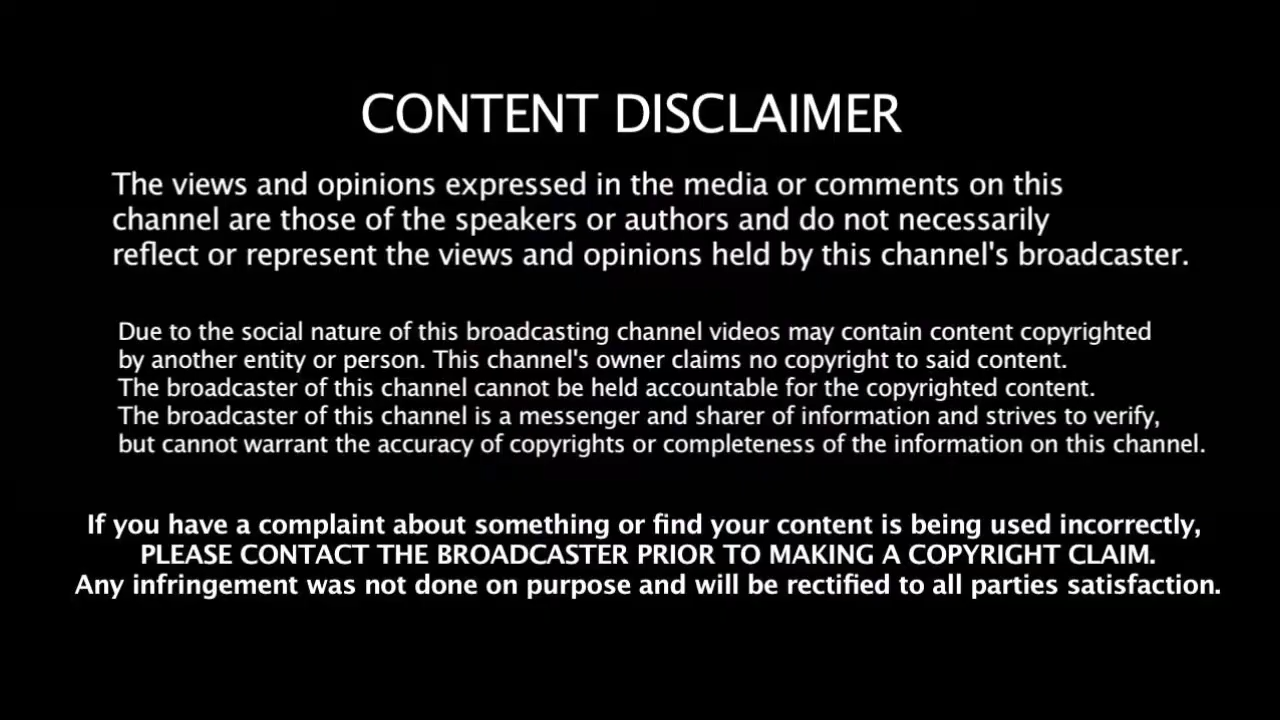 CONTENT DISCLAIMER
The views and opinions expressed in the media or comments on this
channel are those of the speakers or authors and do not necessarily
reflect or represent the views and opinions held by this channel's broadcaster.
Due to the social nature of this broadcasting channel videos may contain content copyrighted
by another entity or person. This channel's owner claims no copyright to said content.
The broadcaster of this channel cannot be held accountable for the copyrighted content.
The broadcaster of this channel is a messenger and sharer of information and strives to verify,
but cannot warrant the accuracy of copyrights or completeness of the information on this channel.
If you have a complaint about something or find your content is being used incorrectly,
PLEASE CONTACT THE BROADCASTER PRIOR TO MAKING A COPYRIGHT CLAIM.
Any infringement was not done on purpose and will be rectified to all parties satisfaction.